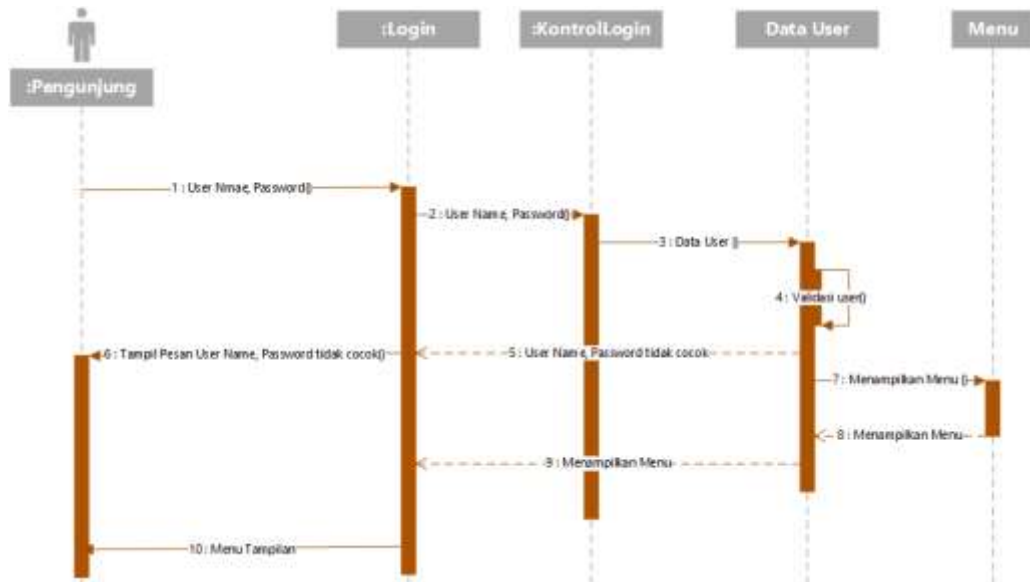 :Login
:KontrolLogin
Data User
Menu
:Pengunjung
1 : User Nmae, Password()
2 : User Name, Password()
3 : Data User ()
4 : Validasi user()
5 : User Name, Password tidak cocok
6 : Tampil Pesan User Name, Password tidak cocok()
7 : Menampilkan Menu ()
8 : Menampilkan Menu
9 : Menampilkan Menu
10 : Menu Tampilan